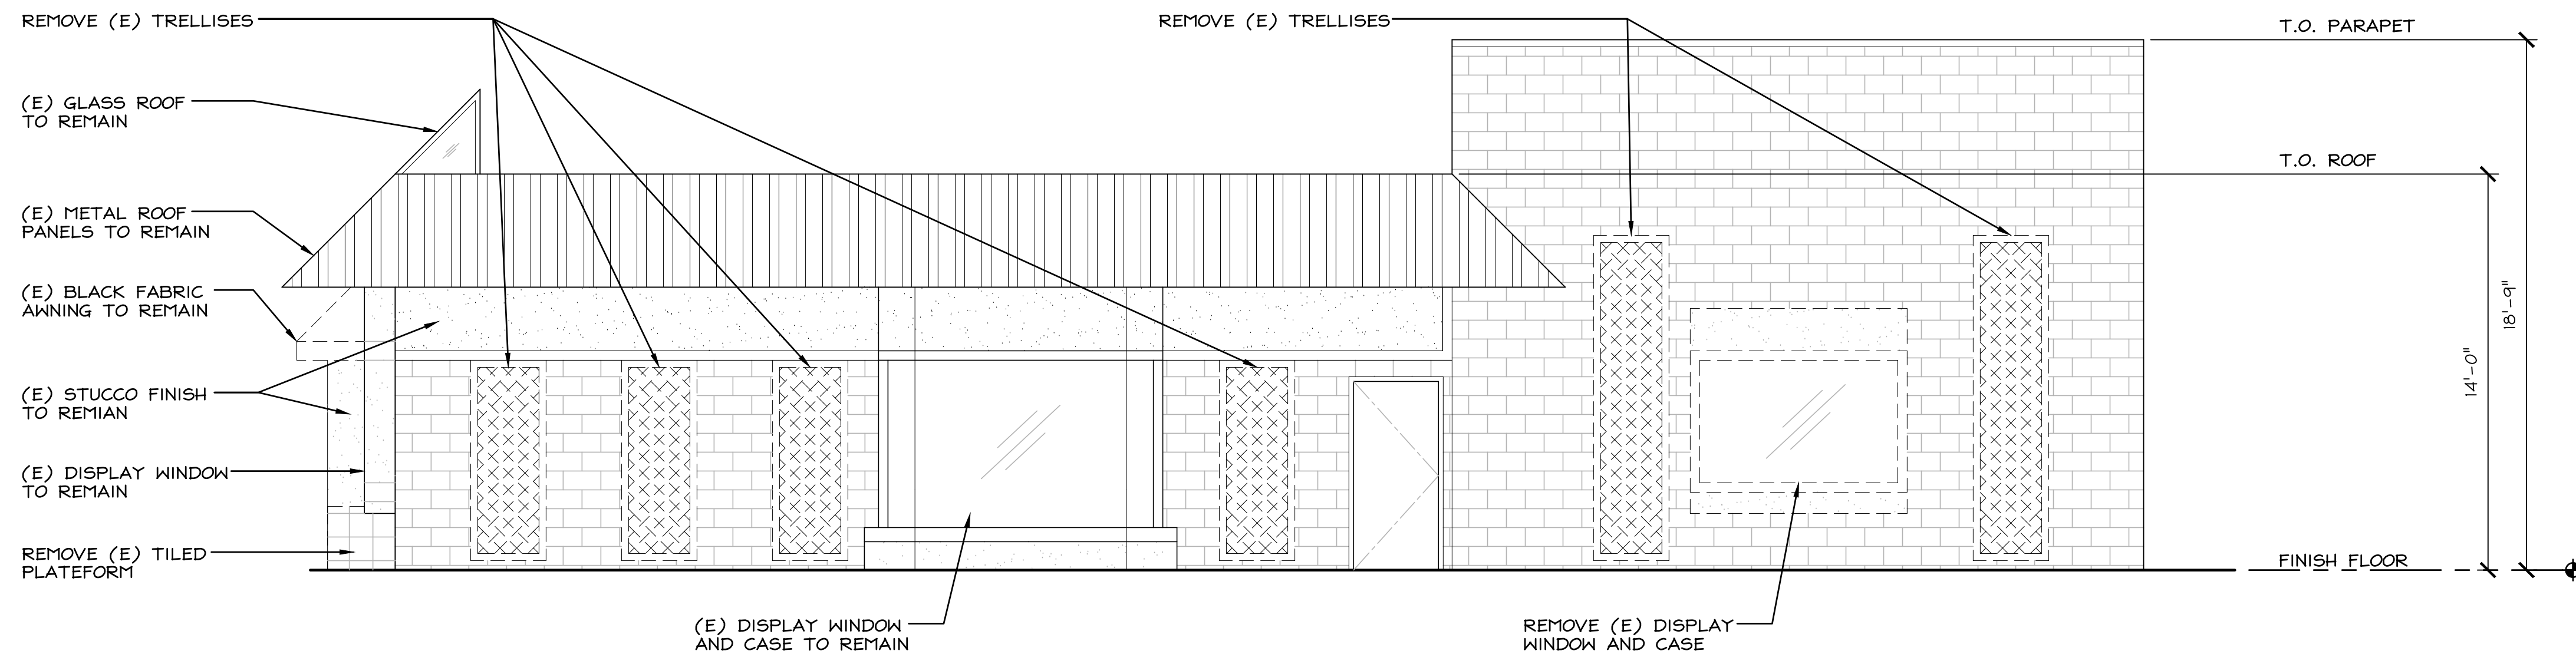 REMOVE (E) TRELLISES
(E) GLASS ROOF
TO REMAIN
(E) METAL ROOF
PANELS TO REMAIN
(E) BLACK FABRIC
AWNING TO REMAIN
(E) STUCCO FINISH
TO REMIAN
(E) DISPLAY WINDOW
TO REMAIN
REMOVE (E) TILED
PLATEFORM
(E) DISPLAY WINDOW
AND CASE TO REMAIN
REMOVE (E) TRELLISES
REMOVE (E) DISPLAY
WINDOW AND CASE
T.O. PARAPET
T.O. ROOF
14'-0"
18'-9"
FINISH FLOOR